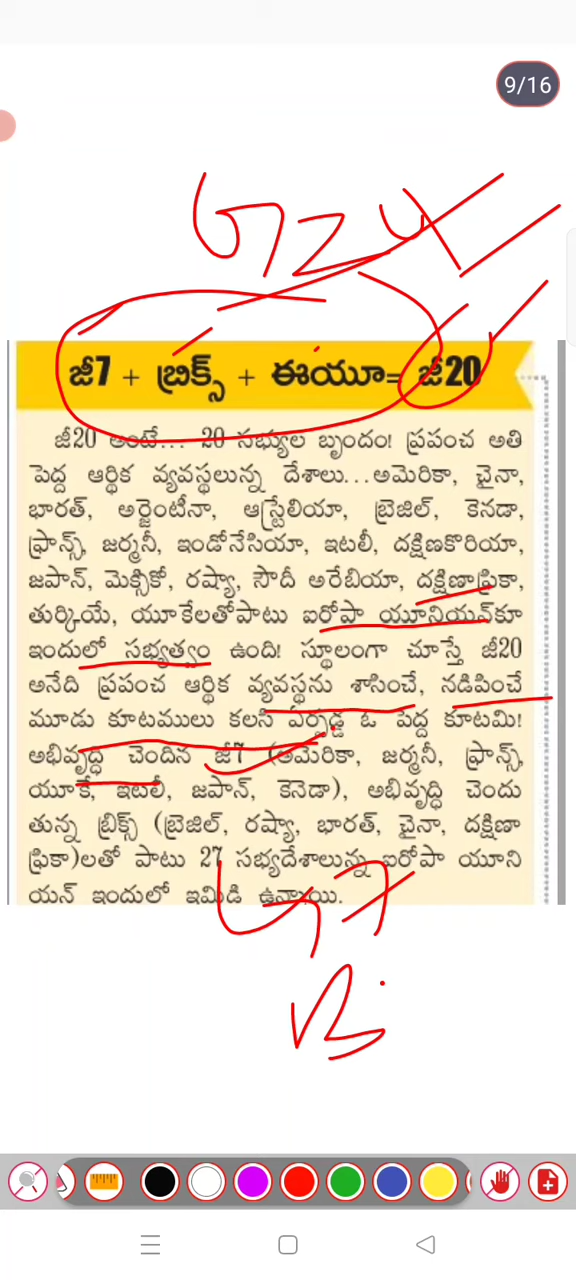 9/16
G24
జీ7 + బ్రిక్స్ + ఈయూ= జీ20
జీ20 అంటే... 20 సభ్యుల బృందం! ప్రపంచ అతి
పెద్ద ఆర్థిక వ్యవస్థలున్న దేశాలు...అమెరికా, చైనా,
భారత్, అర్జెంటీనా, ఆస్ట్రేలియా, బ్రెజిల్, కెనడా,
ఫ్రాన్స్, జర్మనీ, ఇండోనేసియా, ఇటలీ, దక్షిణకొరియా,
జపాన్, మెక్సికో, రష్యా, సౌదీ అరేబియా, దక్షిణాఫ్రికా,
తుర్కియే, యూకేలతోపాటు ఐరోపా యూనియన్‌కూ
ఇందులో సభ్యత్వం ఉంది! స్థూలంగా చూస్తే జీ20
అనేది ప్రపంచ ఆర్థిక వ్యవస్థను శాసించే, నడిపించే
మూడు కూటములు కలసి ఏర్పడ్డ ఓ పెద్ద కూటమి!
అభివృద్ధి చెందిన జీ7 (అమెరికా, జర్మనీ, ఫ్రాన్స్,
యూకే, ఇటలీ, జపాన్, కెనడా), అభివృద్ధి చెందు
తున్న బ్రిక్స్ (బ్రెజిల్, రష్యా, భారత్, చైనా, దక్షిణా
ఫ్రికా)లతో పాటు 27 సభ్యదేశాలున్న ఐరోపా యూని
యన్ ఇందులో ఇమిడి ఉన్నాయి.
G7
B